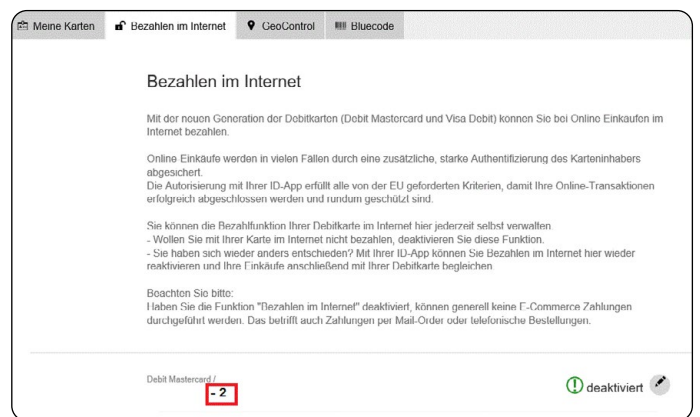 Meine Karten Bezahlen im Internet GeoControl Bluecode
Bezahlen im Internet
Mit der neuen Generation der Debitkarten (Debit Mastercard und Visa Debit) können Sie bei Online Einkäufen im
Internet bezahlen.
Online Einkäufe werden in vielen Fällen durch eine zusätzliche, starke Authentifizierung des Karteninhabers
abgesichert.
Die Autorisierung mit Ihrer ID-App erfüllt alle von der EU geforderten Kriterien, damit Ihre Online-Transaktionen
erfolgreich abgeschlossen werden und rundum geschützt sind.
Sie können die Bezahlfunktion Ihrer Debitkarte im Internet hier jederzeit selbst verwalten.
- Wollen Sie mit Ihrer Karte im Internet nicht bezahlen, deaktivieren Sie diese Funktion.
- Sie haben sich wieder anders entschieden? Mit Ihrer ID-App können Sie Bezahlen im Internet hier wieder
reaktivieren und Ihre Einkäufe anschließend mit Ihrer Debitkarte begleichen
Beachten Sie bitte:
Haben Sie die Funktion "Bezahlen im Internet" deaktiviert, können generell keine E-Commerce Zahlungen
durchgeführt werden. Das betrifft auch Zahlungen per Mail-Order oder telefonische Bestellungen.
Debit Mastercard /
- 2
deaktiviert